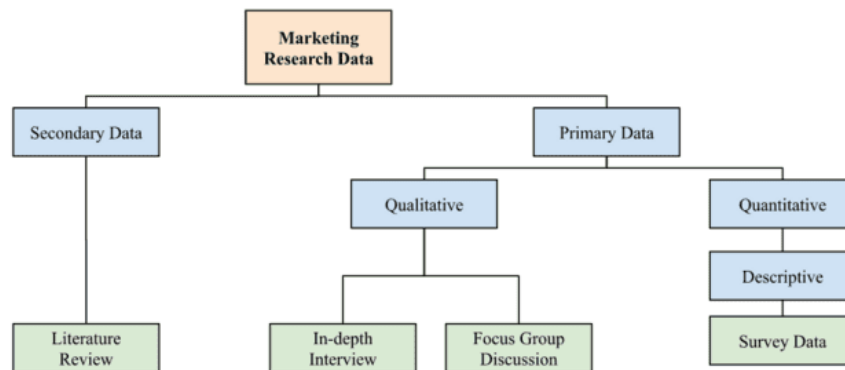 Marketing
Research Data
Secondary Data
Primary Data
Qualitative
Quantitative
Descriptive
Literature
Review
In-depth
Interview
Focus Group
Discussion
Survey Data